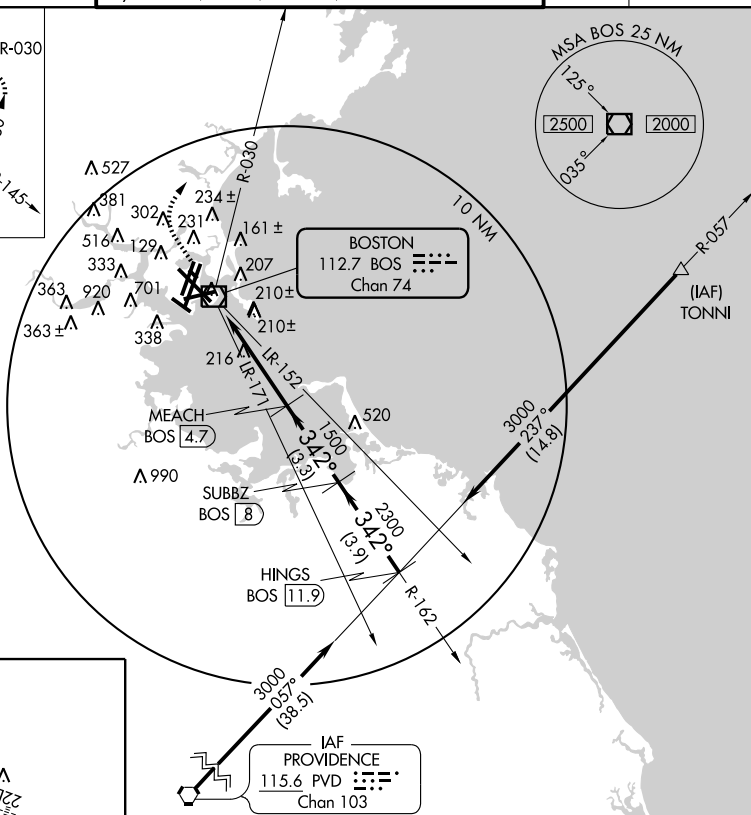 R-030
R-145
MSA BOS 25 NM
125°
2500
2000
035°
R-030
10 NM
527
381
302
234 ±
231
161 ±
516
129
333
207
363
920
701
210±
363 ±
338
210±
216
BOSTON
112.7 BOS
Chan 74
R-057
(IAF)
TONNI
LR-152
LR-171
MEACH
BOS 4.7
520
3000
237°
(14.8)
1500
342°
(3.3)
990
SUBBZ
BOS 8
2300
342°
(3.9)
HINGS
BOS 11.9
R-162
3000
057°
(38.5)
IAF
PROVIDENCE
115.6 PVD
Chan 103